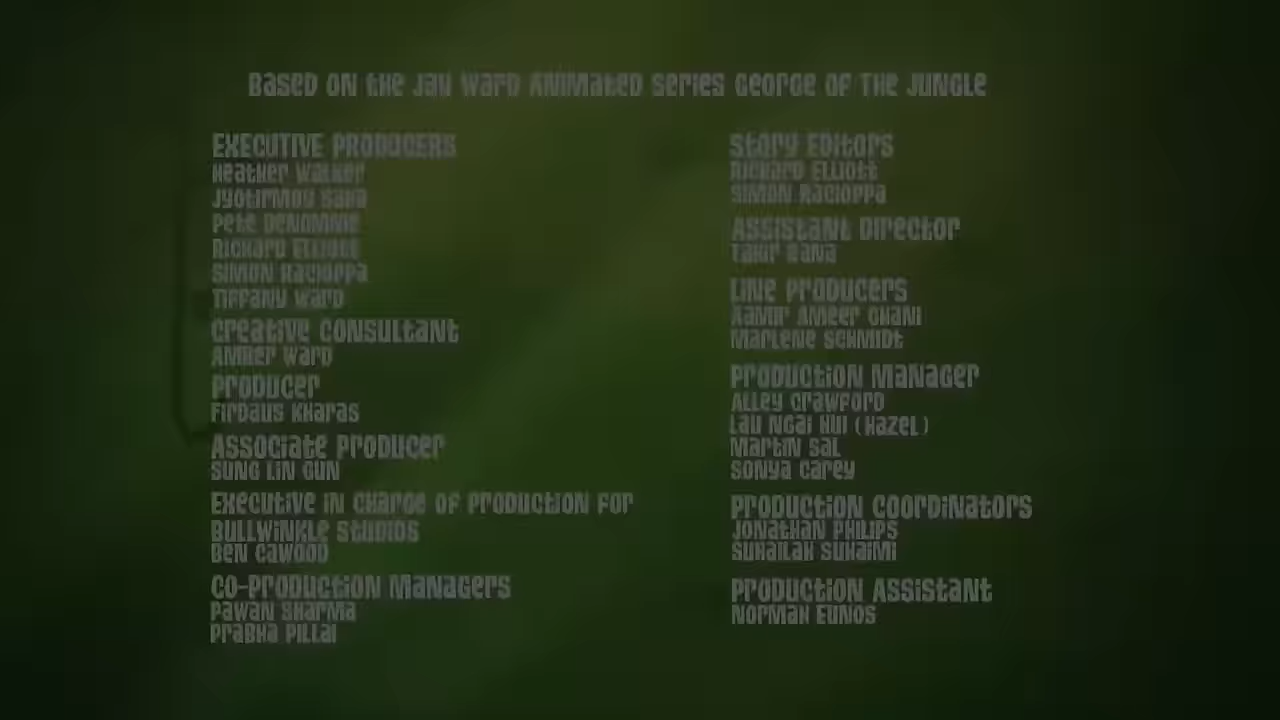 BASED ON THE JAY WARD ANIMATED SERIES GEORGE OF THE JUNGLE
EXECUTIVE PRODUCERS
HEATHER WALKER
JYOTIRMOY SAHA
PETE DENOMME
RICHARD ELLIOTT
SIMON RACIOPPA
TIFFANY WARD
CREATIVE CONSULTANT
AMBER WARD
PRODUCER
FIRDAUS KHARAS
ASSOCIATE PRODUCER
SUNG LIN GUN
EXECUTIVE IN CHARGE OF PRODUCTION FOR
BULLWINKLE STUDIOS
BEN CAWOOD
CO-PRODUCTION MANAGERS
PAWAN SHARMA
PRABHA PILLAI
STORY EDITORS
RICHARD ELLIOTT
SIMON RACIOPPA
ASSISTANT DIRECTOR
TAHIR RANA
LINE PRODUCERS
AAMIR AMEER GHANI
MARLENE SCHMIDT
PRODUCTION MANAGER
ALLEY CRAWFORD
LAU NGAI HUI (HAZEL)
MARTIN SAL
SONYA CAREY
PRODUCTION COORDINATORS
JONATHAN PHILIPS
SUHAILAH SUHAIMI
PRODUCTION ASSISTANT
NORMAH EUNOS